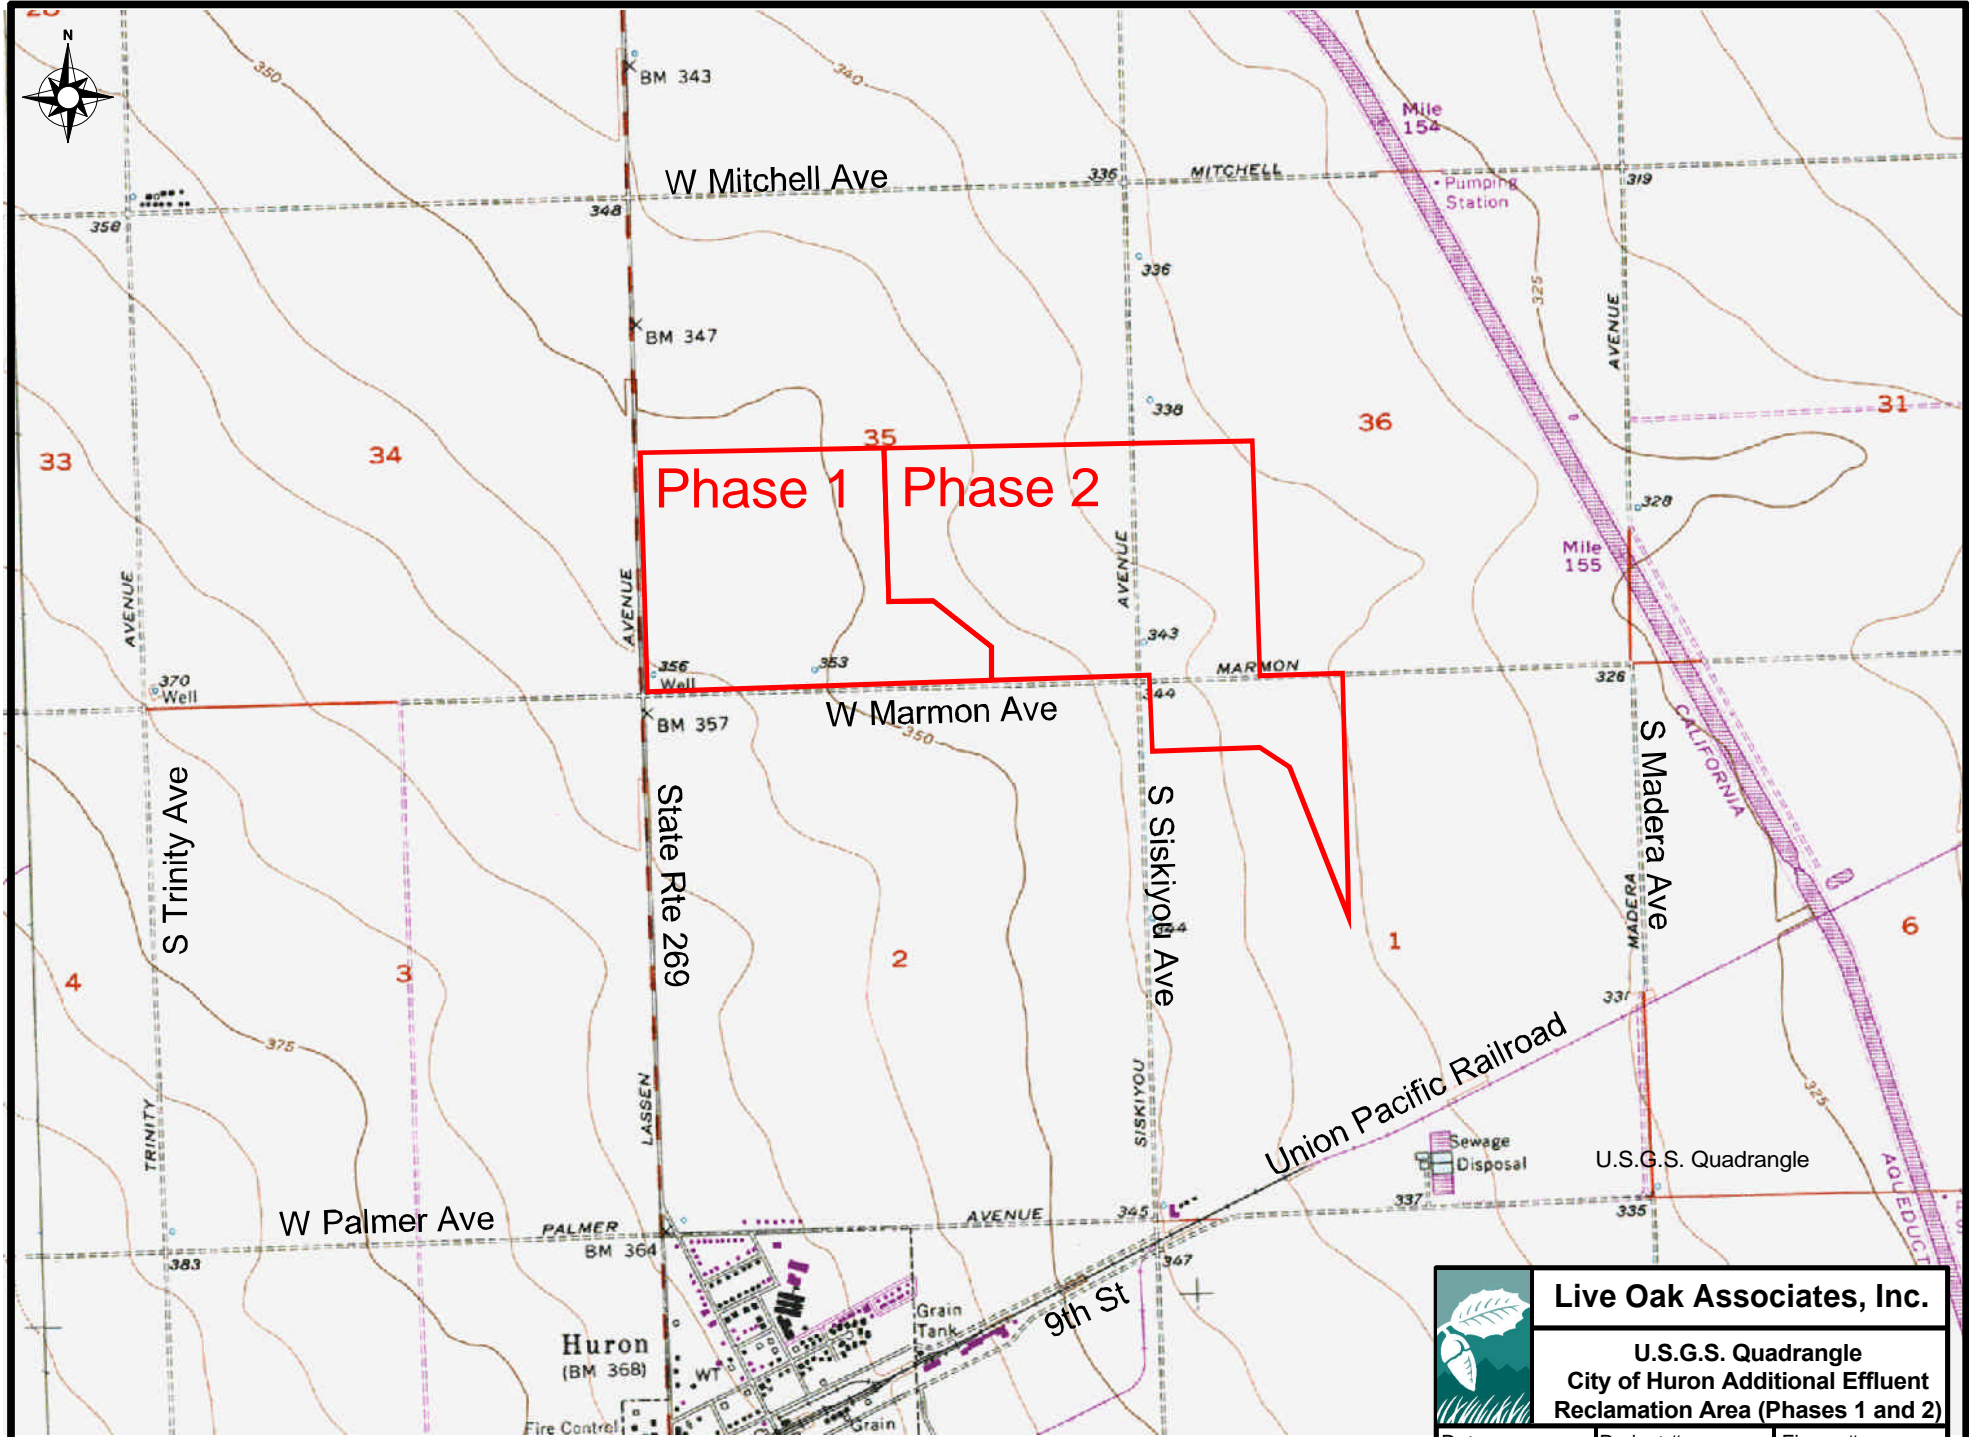 N
350
BM 343
340
Mile
154
W Mitchell Ave
336
MITCHELL
Pumping
Station
319
358
348
336
325
AVENUE
BM 347
338
31
33
34
35
36
Phase 1
Phase 2
328
Mile
155
AVENUE
AVENUE
AVENUE
343
370
Well
356
Well
353
MARMON
326
344
W Marmon Ave
BM 357
350
S Trinity Ave
State Rte 269
S Siskiyou Ave
S Madera Ave
CALIFORNIA
MADERA
344
4
3
2
1
6
331
375
TRINITY
LASSEN
SISKIYOU
Union Pacific Railroad
325
Sewage
Disposal
U.S.G.S. Quadrangle
AQUEDUCT
W Palmer Ave
PALMER
AVENUE
345
337
335
BM 364
383
347
9th St
Grain
Tank
Huron
(BM 368)
WT
Fire Control
Grain
Live Oak Associates, Inc.
U.S.G.S. Quadrangle
City of Huron Additional Effluent
Reclamation Area (Phases 1 and 2)